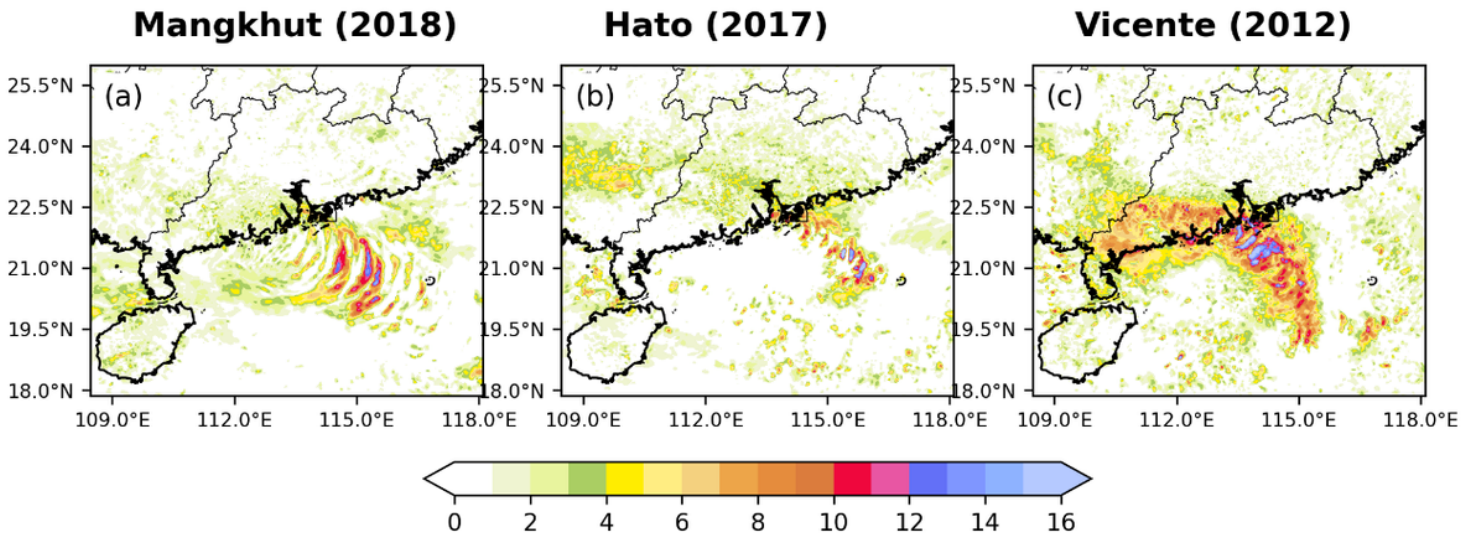 Mangkhut (2018) Hato (2017) Vicente (2012)
(a) (b) (c)
25.5°N 25.5°N 25.5°N
24.0°N 24.0°N 24.0°N
22.5°N 22.5°N 22.5°N
21.0°N 21.0°N 21.0°N
19.5°N 19.5°N 19.5°N
18.0°N 18.0°N 18.0°N
109.0°E 112.0°E 115.0°E 118.0°E 109.0°E 112.0°E 115.0°E 118.0°E 109.0°E 112.0°E 115.0°E 118.0°E
0 2 4 6 8 10 12 14 16